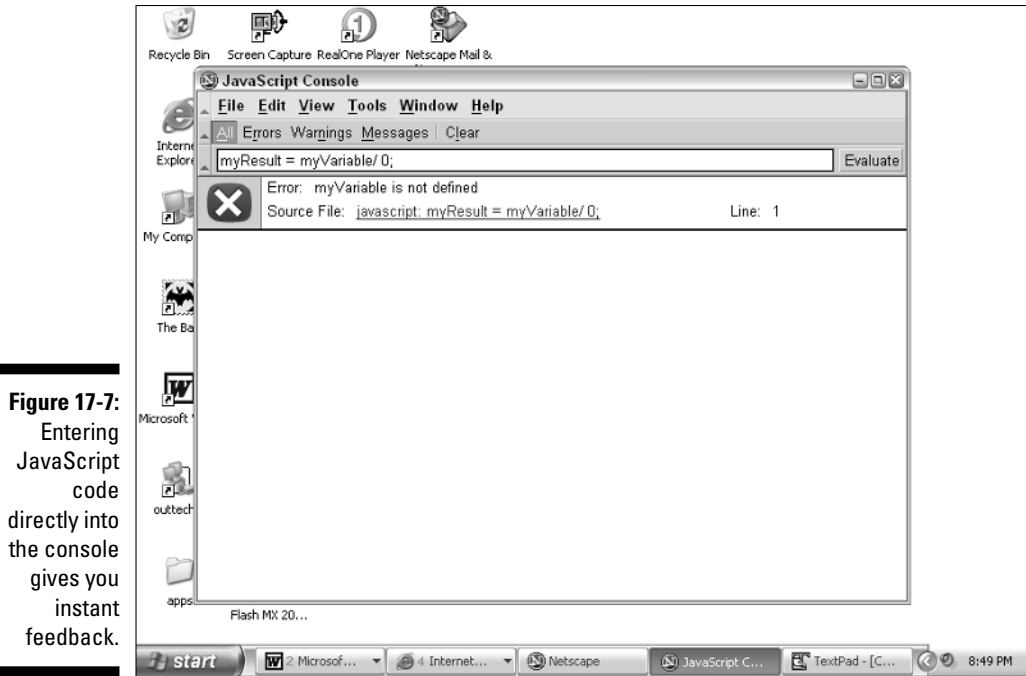 Recycle Bin
Screen Capture
RealOne Player
Netscape Mail &
JavaScript Console
File Edit View Tools Window Help
All Errors Warnings Messages Clear
myResult = myVariable/ 0;
Evaluate
Error: myVariable is not defined
Source File: javascript: myResult = myVariable/ 0;
Line: 1
Interne
Explore
My Comp
The Ba
Microsoft
outtech
apps
Flash MX 20...
Figure 17-7:
Entering
JavaScript
code
directly into
the console
gives you
instant
feedback.
start
2 Microsof...
4 Internet...
Netscape
JavaScript C...
TextPad - [C...
8:49 PM